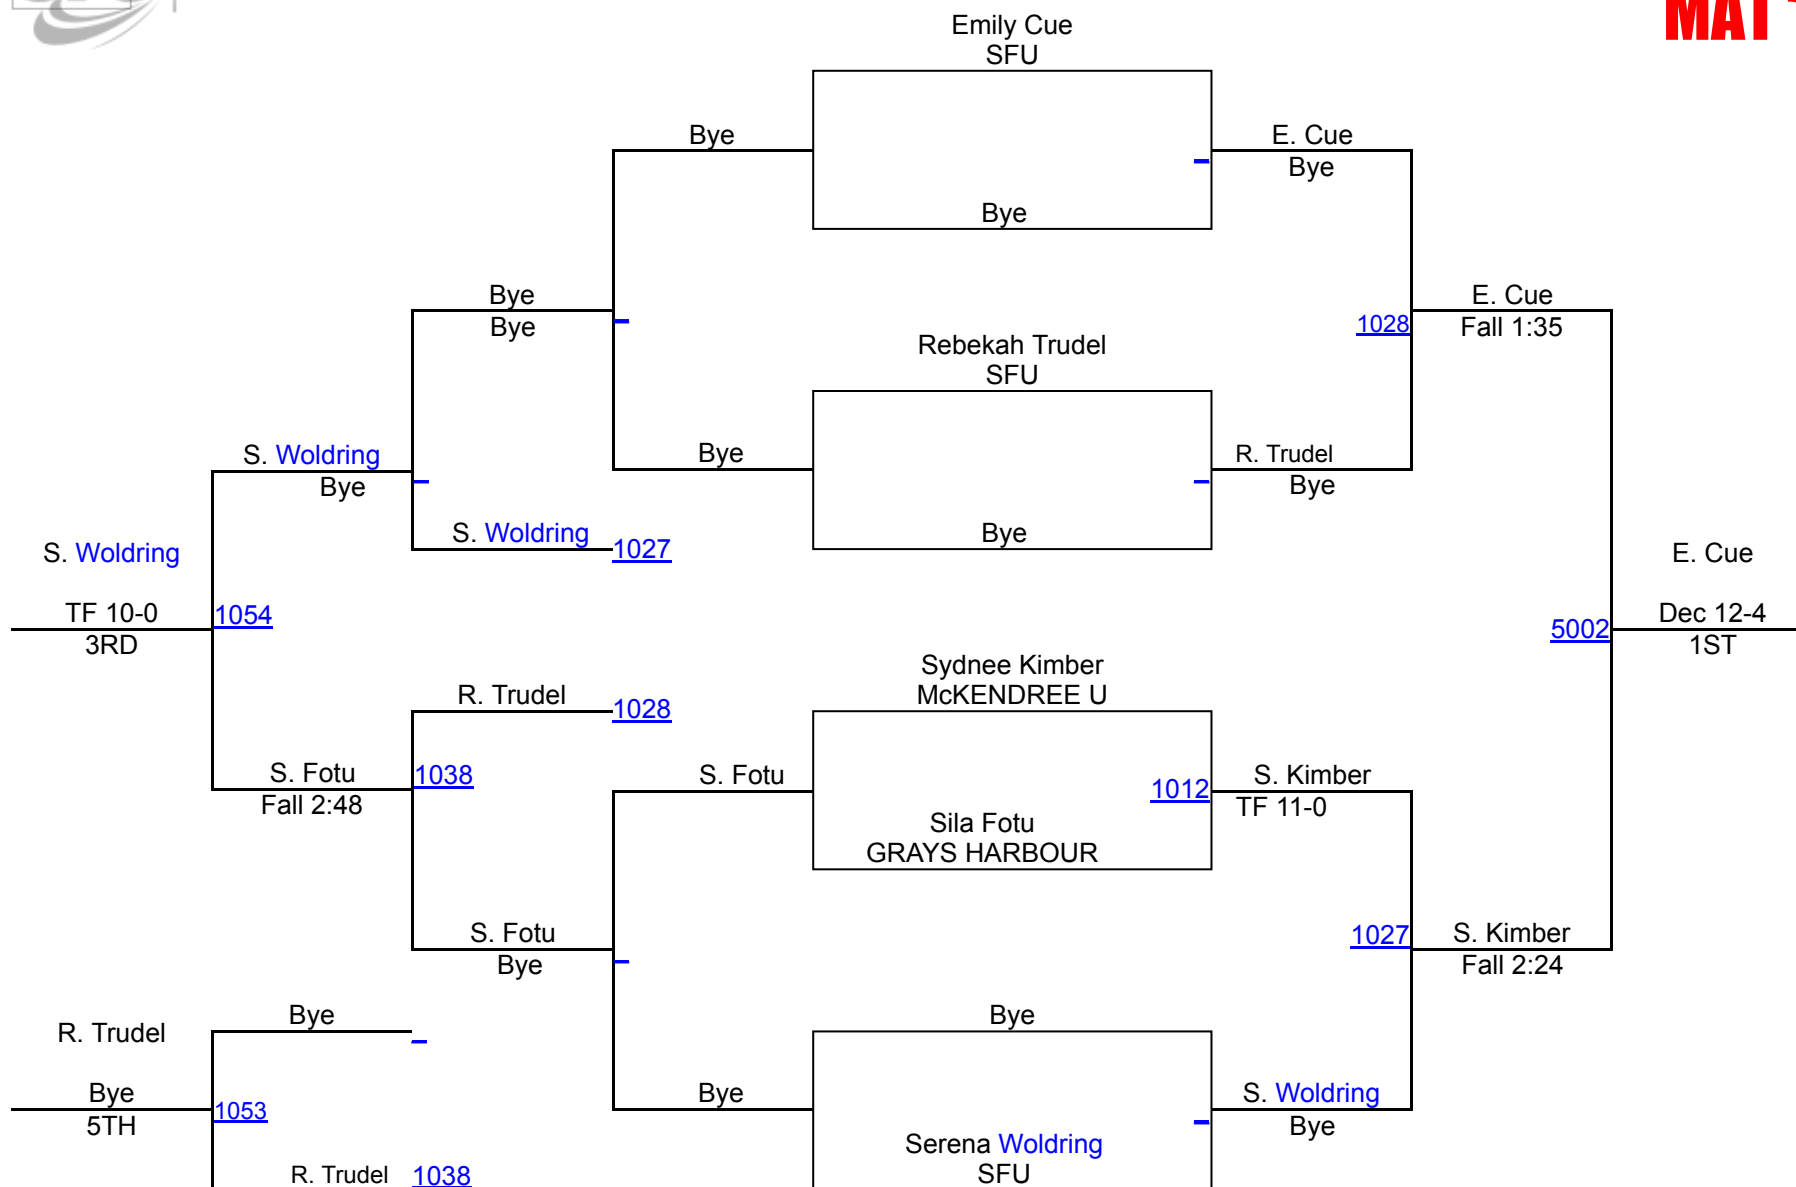 MAT
Emily Cue
SFU
Bye
E. Cue
Bye
Bye
Bye
Bye
1028
E. Cue
Fall 1:35
Rebekah Trudel
SFU
S. Woldring
Bye
Bye
R. Trudel
Bye
S. Woldring
1027
Bye
S. Woldring
TF 10-0
3RD
1054
E. Cue
5002
Dec 12-4
1ST
R. Trudel
1028
Sydnee Kimber
McKENDREE U
S. Fotu
Fall 2:48
1038
S. Fotu
1012
S. Kimber
TF 11-0
Sila Fotu
GRAYS HARBOUR
S. Fotu
Bye
1027
S. Kimber
Fall 2:24
R. Trudel
Bye
5TH
Bye
1053
Bye
Bye
S. Woldring
Bye
Serena Woldring
SFU
R. Trudel 1038